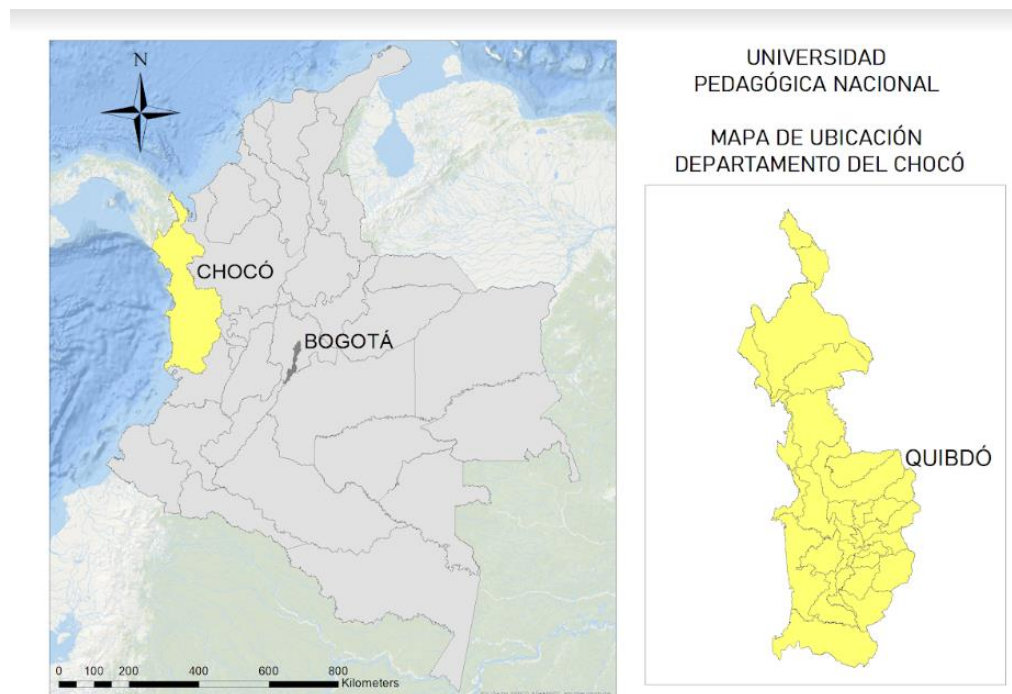 UNIVERSIDAD
PEDAGÓGICA NACIONAL
MAPA DE UBICACIÓN
DEPARTAMENTO DEL CHOCÓ
N
CHOCÓ
BOGOTÁ
QUIBDÓ
0 100 200 400 600 800
Kilometers